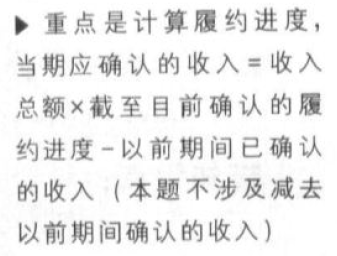 ▶ 重点是计算履约进度，
当期应确认的收入=收入
总额×截至目前确认的履
约进度-以前期间已确认
的收入（本题不涉及减去
以前期间确认的收入）